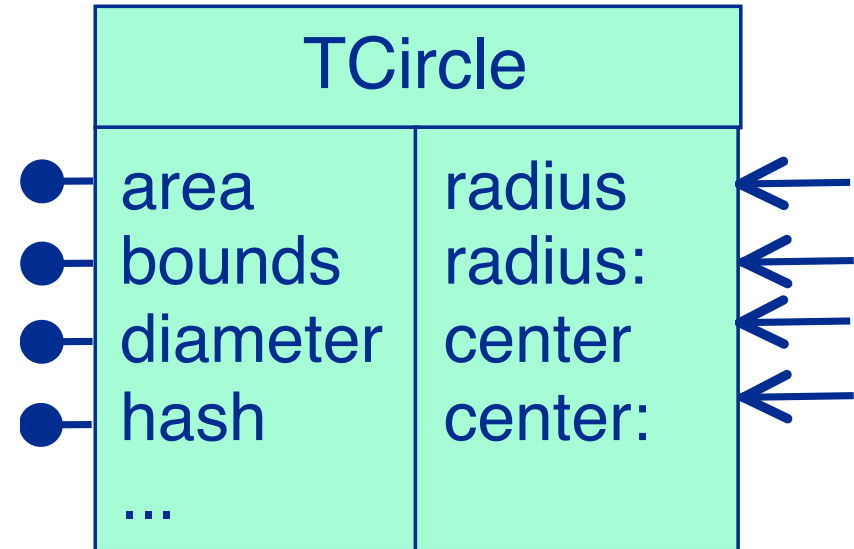 TCircle
area radius
bounds radius:
diameter center
hash center:
...